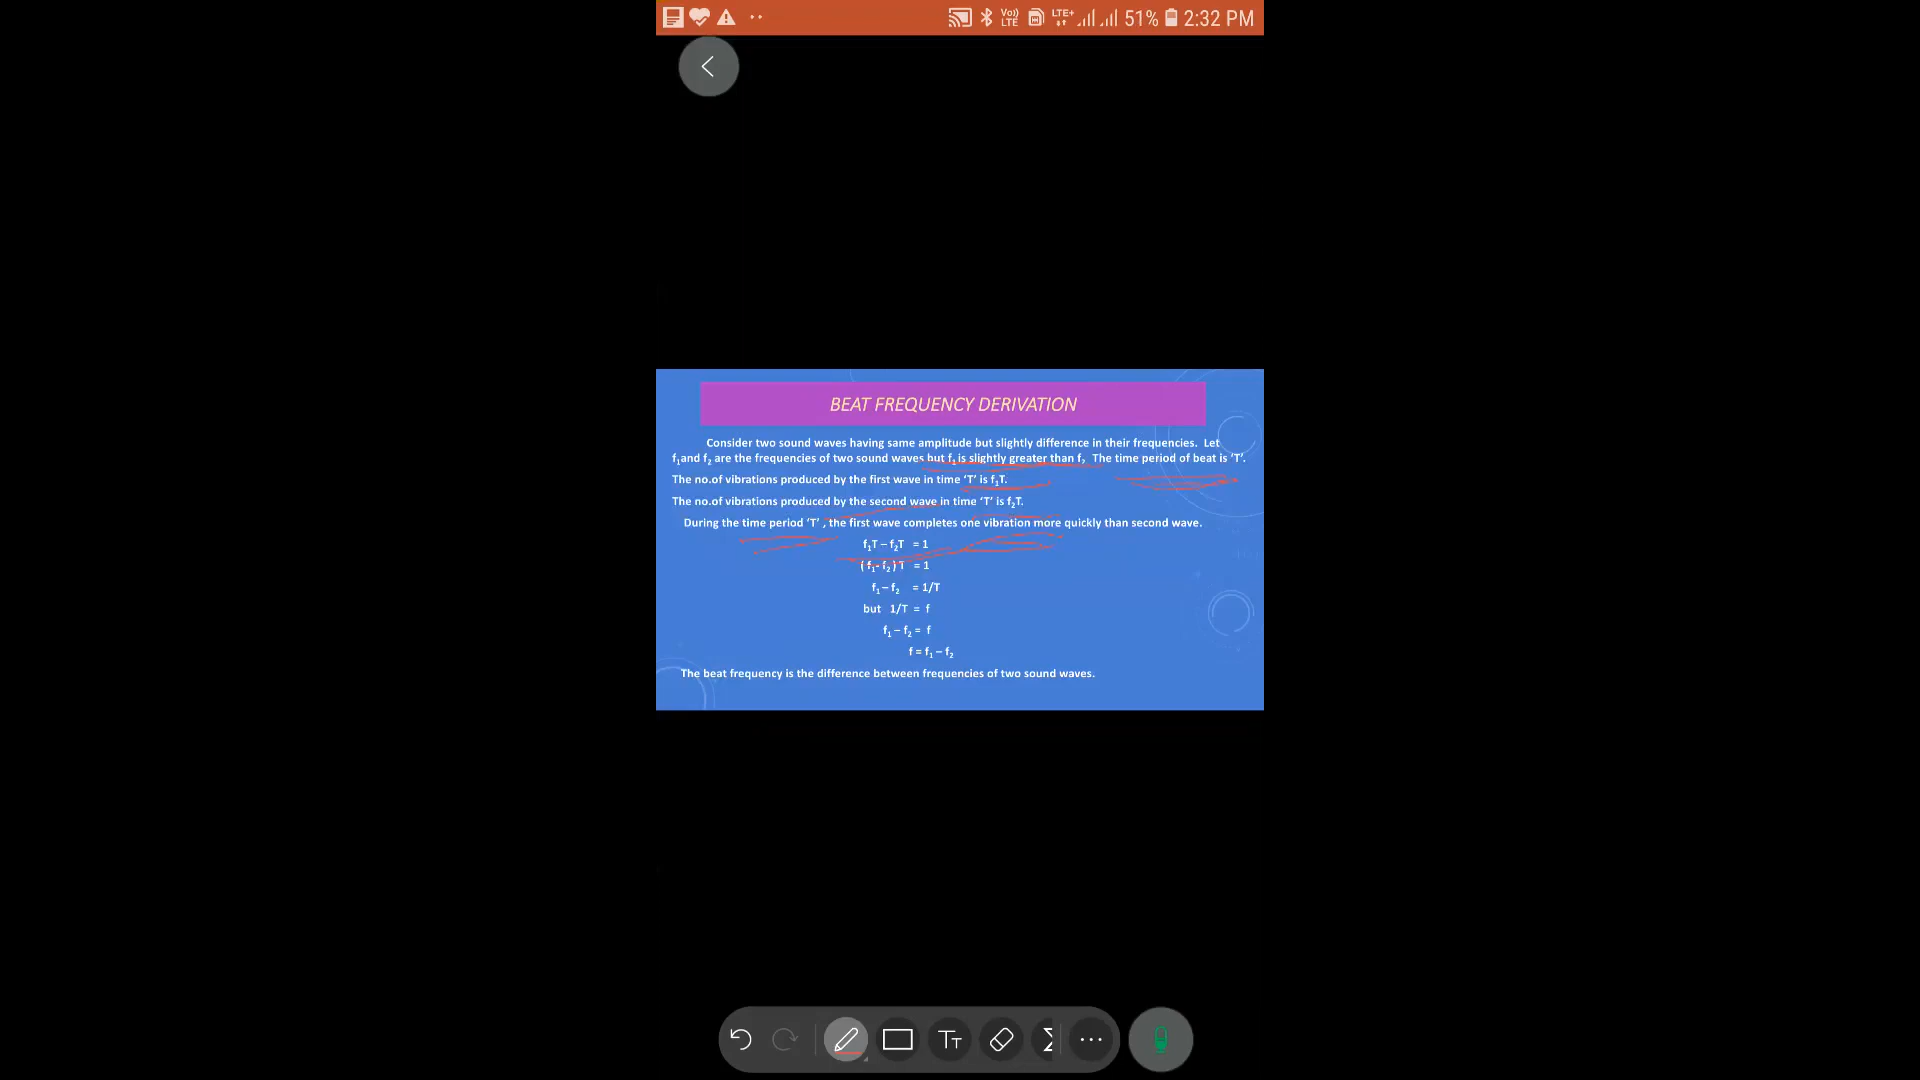 Vo) LTE LTE+ 51% 2:32 PM
BEAT FREQUENCY DERIVATION
Consider two sound waves having same amplitude but slightly difference in their frequencies. Let
f₁and f₂ are the frequencies of two sound waves but f₁ is slightly greater than f₂ The time period of beat is ‘T’.
The no.of vibrations produced by the first wave in time ‘T’ is f₁T.
The no.of vibrations produced by the second wave in time ‘T’ is f₂T.
During the time period ‘T’ , the first wave completes one vibration more quickly than second wave.
f₁T – f₂T = 1
( f₁- f₂ ) T = 1
f₁ – f₂ = 1/T
but 1/T = f
f₁ – f₂ = f
f = f₁ – f₂
The beat frequency is the difference between frequencies of two sound waves.
TT